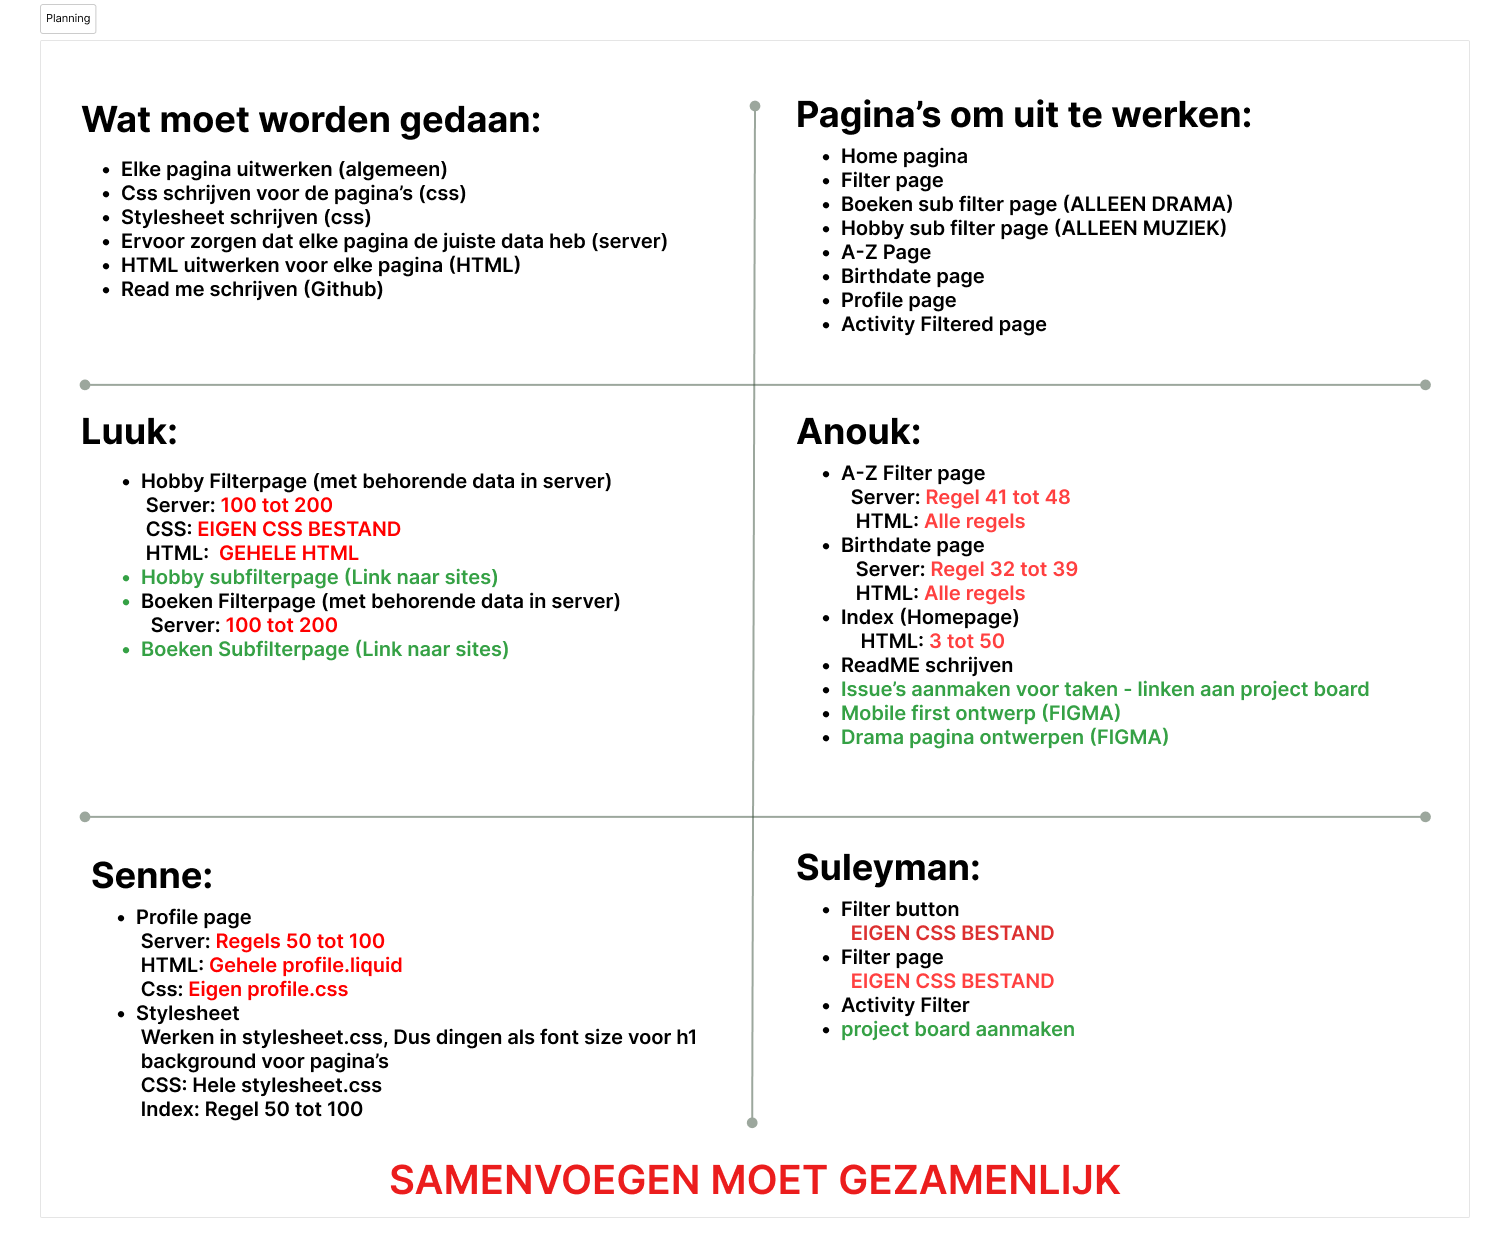 Planning
Wat moet worden gedaan:
• Elke pagina uitwerken (algemeen)
• Css schrijven voor de pagina’s (css)
• Stylesheet schrijven (css)
• Ervoor zorgen dat elke pagina de juiste data heb (server)
• HTML uitwerken voor elke pagina (HTML)
• Read me schrijven (Github)
Pagina’s om uit te werken:
• Home pagina
• Filter page
• Boeken sub filter page (ALLEEN DRAMA)
• Hobby sub filter page (ALLEEN MUZIEK)
• A-Z Page
• Birthdate page
• Profile page
• Activity Filtered page
Luuk:
• Hobby Filterpage (met behorende data in server)
Server: 100 tot 200
CSS: EIGEN CSS BESTAND
HTML: GEHELE HTML
• Hobby subfilterpage (Link naar sites)
• Boeken Filterpage (met behorende data in server)
Server: 100 tot 200
• Boeken Subfilterpage (Link naar sites)
Anouk:
• A-Z Filter page
Server: Regel 41 tot 48
HTML: Alle regels
• Birthdate page
Server: Regel 32 tot 39
HTML: Alle regels
• Index (Homepage)
HTML: 3 tot 50
• ReadME schrijven
• Issue’s aanmaken voor taken - linken aan project board
• Mobile first ontwerp (FIGMA)
• Drama pagina ontwerpen (FIGMA)
Senne:
• Profile page
Server: Regels 50 tot 100
HTML: Gehele profile.liquid
Css: Eigen profile.css
• Stylesheet
Werken in stylesheet.css, Dus dingen als font size voor h1
background voor pagina’s
CSS: Hele stylesheet.css
Index: Regel 50 tot 100
Suleyman:
• Filter button
EIGEN CSS BESTAND
• Filter page
EIGEN CSS BESTAND
• Activity Filter
• project board aanmaken
SAMENVOEGEN MOET GEZAMENLIJK